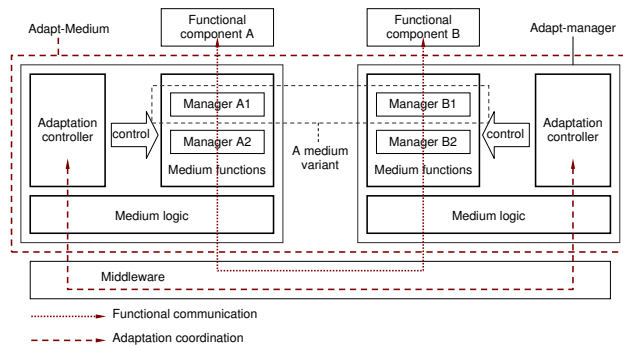 Functional
component A
Functional
component B
Adapt-Medium
Adapt-manager
Adaptation
controller
control
Manager A1
Manager A2
Medium functions
A medium
variant
Manager B1
Manager B2
Medium functions
control
Adaptation
controller
Medium logic
Medium logic
Middleware
Functional communication
Adaptation coordination